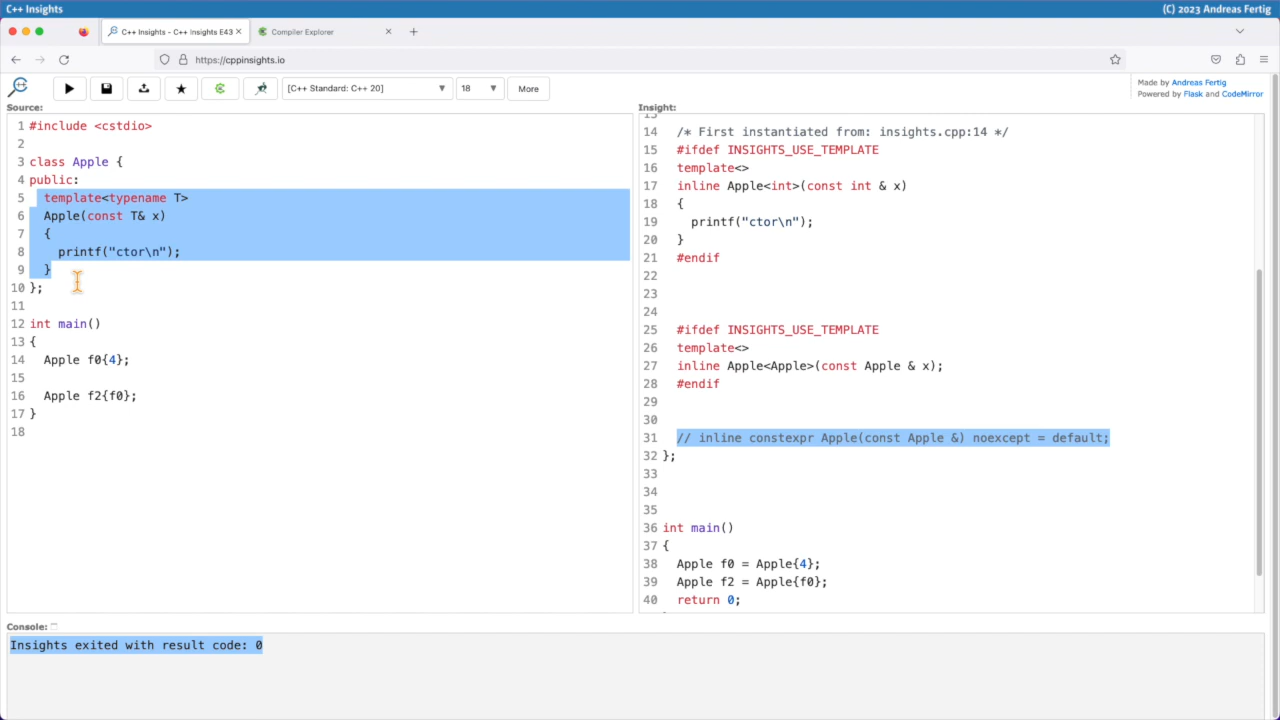 C++ Insights
(C) 2023 Andreas Fertig
C++ Insights - C++ Insights E43
Compiler Explorer
https://cppinsights.io
[C++ Standard: C++ 20]
18
More
Made by Andreas Fertig
Powered by Flask and CodeMirror
Source:
1 #include <cstdio>
2
3 class Apple {
4 public:
5   template<typename T>
6   Apple(const T& x)
7   {
8     printf("ctor\n");
9   }
10 };
11
12 int main()
13 {
14   Apple f0{4};
15
16   Apple f2{f0};
17 }
18
Insight:
14   /* First instantiated from: insights.cpp:14 */
15   #ifdef INSIGHTS_USE_TEMPLATE
16   template<>
17   inline Apple<int>(const int & x)
18   {
19     printf("ctor\n");
20   }
21   #endif
22
23
24
25   #ifdef INSIGHTS_USE_TEMPLATE
26   template<>
27   inline Apple<Apple>(const Apple & x);
28   #endif
29
30
31   // inline constexpr Apple(const Apple &) noexcept = default;
32 };
33
34
35
36 int main()
37 {
38   Apple f0 = Apple{4};
39   Apple f2 = Apple{f0};
40   return 0;
Console:
Insights exited with result code: 0